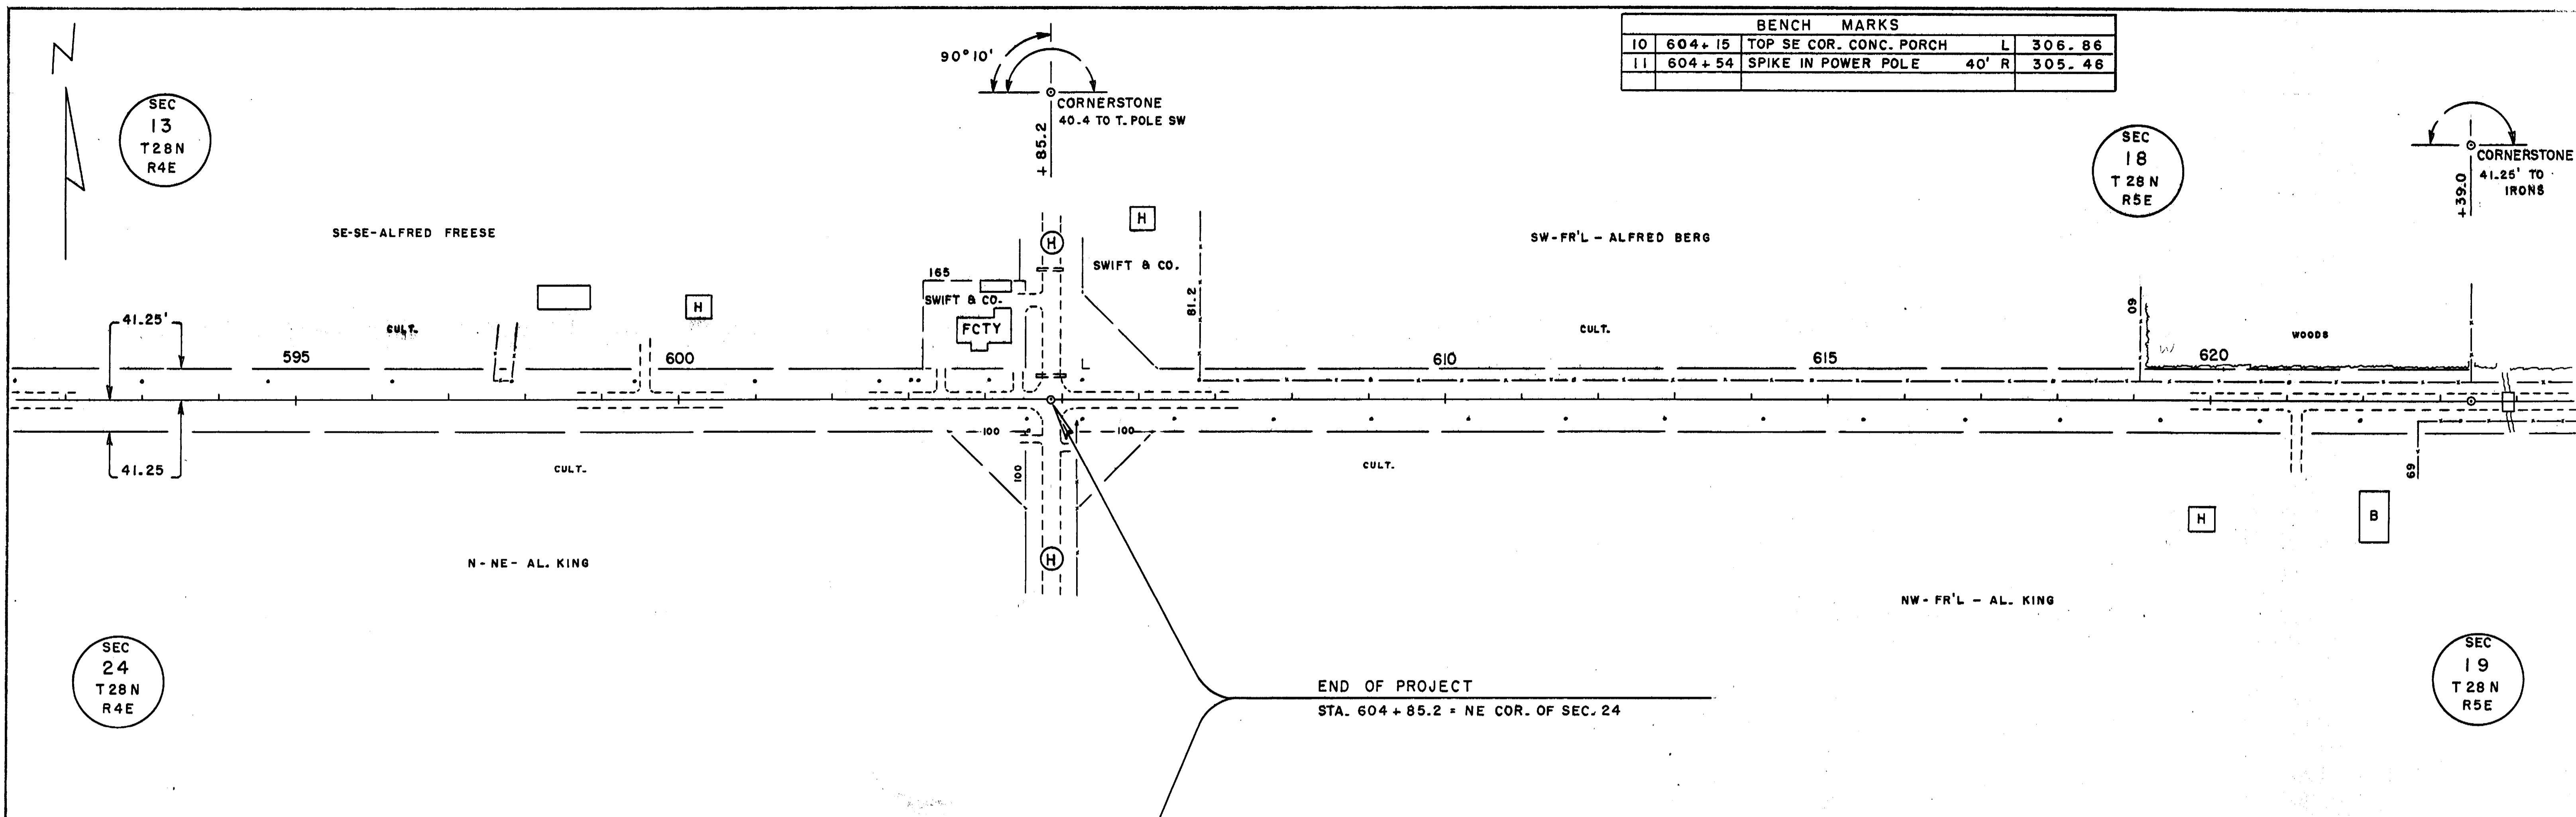 BENCH MARKS
10 604+15 TOP SE COR. CONC. PORCH L 306.86
11 604+54 SPIKE IN POWER POLE 40' R 305.46
N
90°10'
CORNERSTONE
40.4 TO T. POLE SW
+85.2
SEC
13
T28N
R4E
SEC
18
T28N
R5E
CORNERSTONE
41.25' TO
IRONS
+39.0
SE-SE-ALFRED FREESE
H
H
SWIFT & CO.
SW-FR'L - ALFRED BERG
165
SWIFT & CO.
H
FCTY
81.2
60
41.25'
CULT.
CULT.
WOODS
595
600
610
615
620
L
100
100
100
41.25
CULT.
CULT.
69
H
B
N-NE- AL. KING
H
NW-FR'L - AL. KING
SEC
24
T28N
R4E
SEC
19
T28N
R5E
END OF PROJECT
STA. 604+85.2 = NE COR. OF SEC. 24